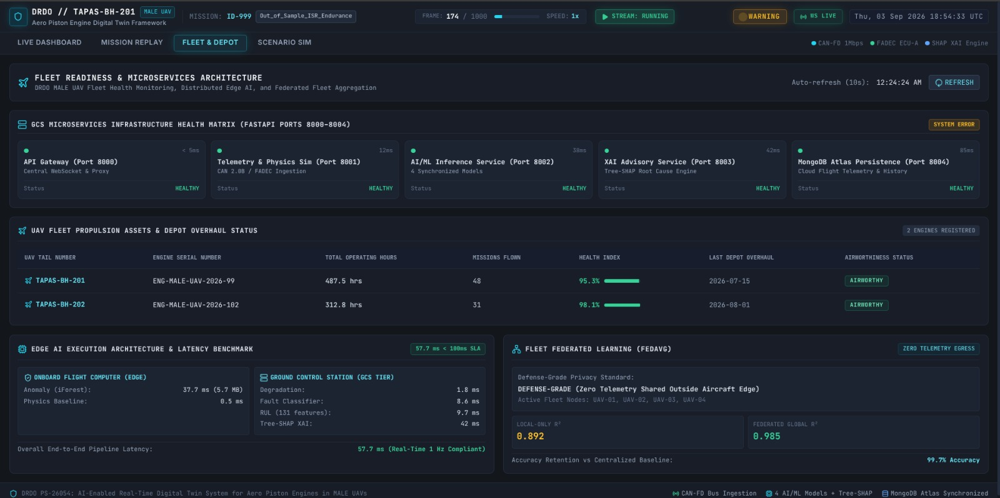 DRDO // TAPAS-BH-201 MALE UAV
Aero Piston Engine Digital Twin Framework
MISSION: ID-999 Out_of_Sample_ISR_Endurance
FRAME: 174 / 1000 SPEED: 1x
STREAM: RUNNING
WARNING
WS LIVE
Thu, 03 Sep 2026 18:54:33 UTC
LIVE DASHBOARD MISSION REPLAY FLEET & DEPOT SCENARIO SIM
CAN-FD 1Mbps FADEC ECU-A SHAP XAI Engine
FLEET READINESS & MICROSERVICES ARCHITECTURE
DRDO MALE UAV Fleet Health Monitoring, Distributed Edge AI, and Federated Fleet Aggregation
Auto-refresh (10s): 12:24:24 AM REFRESH
GCS MICROSERVICES INFRASTRUCTURE HEALTH MATRIX (FASTAPI PORTS 8000-8004)
SYSTEM ERROR
< 5ms
API Gateway (Port 8000)
Central WebSocket & Proxy
Status HEALTHY
12ms
Telemetry & Physics Sim (Port 8001)
CAN 2.0B / FADEC Ingestion
Status HEALTHY
38ms
AI/ML Inference Service (Port 8002)
4 Synchronized Models
Status HEALTHY
42ms
XAI Advisory Service (Port 8003)
Tree-SHAP Root Cause Engine
Status HEALTHY
85ms
MongoDB Atlas Persistence (Port 8004)
Cloud Flight Telemetry & History
Status HEALTHY
UAV FLEET PROPULSION ASSETS & DEPOT OVERHAUL STATUS
2 ENGINES REGISTERED
UAV TAIL NUMBER ENGINE SERIAL NUMBER TOTAL OPERATING HOURS MISSIONS FLOWN HEALTH INDEX LAST DEPOT OVERHAUL AIRWORTHINESS STATUS
TAPAS-BH-201 ENG-MALE-UAV-2026-99 487.5 hrs 48 95.3% 2026-07-15 AIRWORTHY
TAPAS-BH-202 ENG-MALE-UAV-2026-102 312.8 hrs 31 98.1% 2026-08-01 AIRWORTHY
EDGE AI EXECUTION ARCHITECTURE & LATENCY BENCHMARK
57.7 ms < 100ms SLA
ONBOARD FLIGHT COMPUTER (EDGE)
Anomaly (iForest): 37.7 ms (5.7 MB)
Physics Baseline: 0.5 ms
GROUND CONTROL STATION (GCS TIER)
Degradation: 1.8 ms
Fault Classifier: 8.6 ms
RUL (131 features): 9.7 ms
Tree-SHAP XAI: 42 ms
Overall End-to-End Pipeline Latency: 57.7 ms (Real-Time 1 Hz Compliant)
FLEET FEDERATED LEARNING (FEDAVG)
ZERO TELEMETRY EGRESS
Defense-Grade Privacy Standard:
DEFENSE-GRADE (Zero Telemetry Shared Outside Aircraft Edge)
Active Fleet Nodes: UAV-01, UAV-02, UAV-03, UAV-04
LOCAL-ONLY R²
0.892
FEDERATED GLOBAL R²
0.985
Accuracy Retention vs Centralized Baseline: 99.7% Accuracy
DRDO PS-26054: AI-Enabled Real-Time Digital Twin System for Aero Piston Engines in MALE UAVs
CAN-FD Bus Ingestion 4 AI/ML Models + Tree-SHAP MongoDB Atlas Synchronized